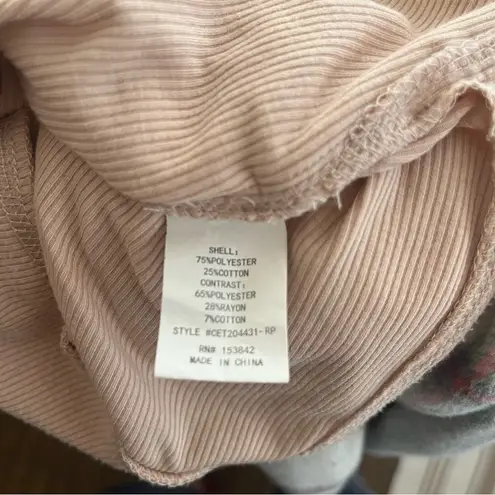 SHELL:
75%POLYESTER
25%COTTON
CONTRAST:
65%POLYESTER
28%RAYON
7%COTTON
STYLE #CET204431-RP
RN# 153842
MADE IN CHINA